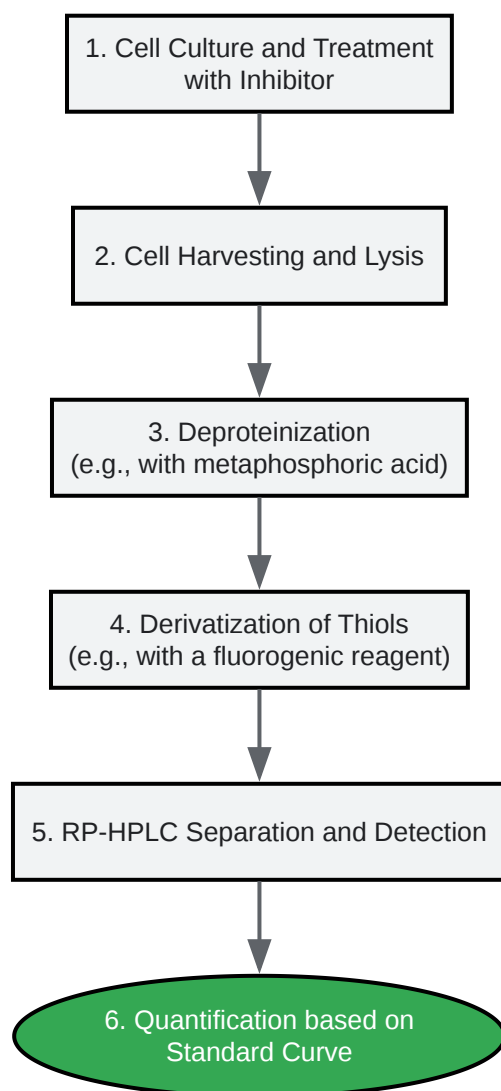 1. Cell Culture and Treatment
with Inhibitor
2. Cell Harvesting and Lysis
3. Deproteinization
(e.g., with metaphosphoric acid)
4. Derivatization of Thiols
(e.g., with a fluorogenic reagent)
5. RP-HPLC Separation and Detection
6. Quantification based on
Standard Curve